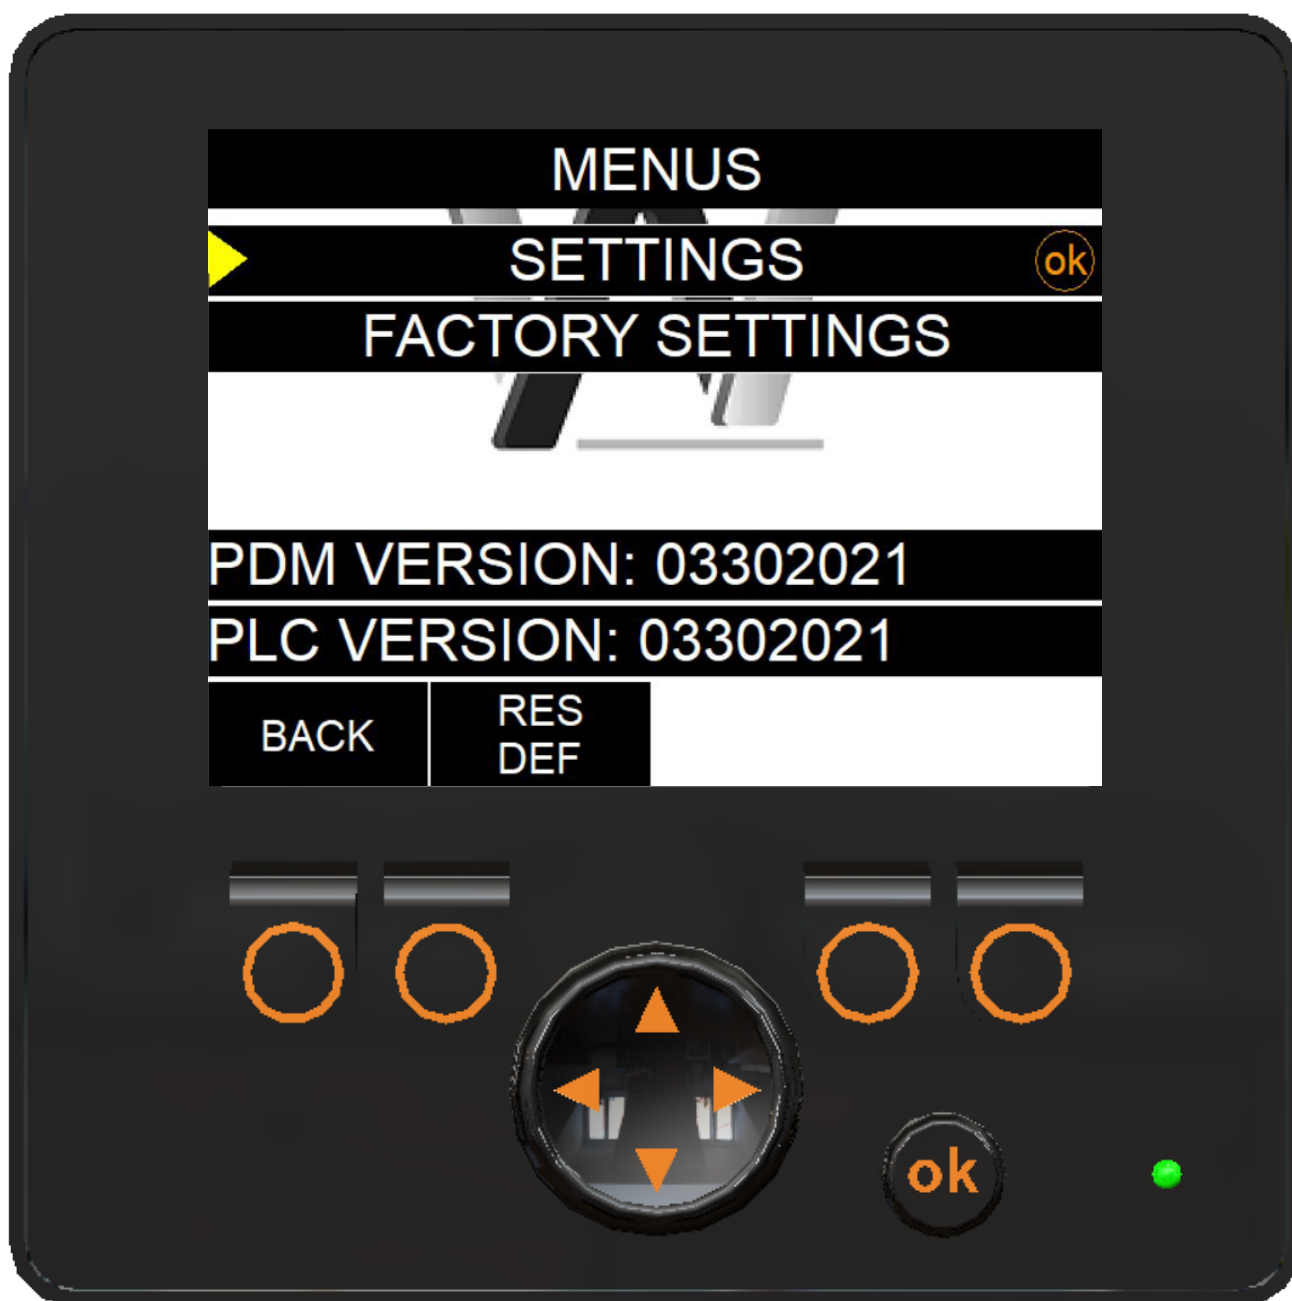 MENUS
SETTINGS ok
FACTORY SETTINGS
PDM VERSION: 03302021
PLC VERSION: 03302021
BACK
RES
DEF
ok